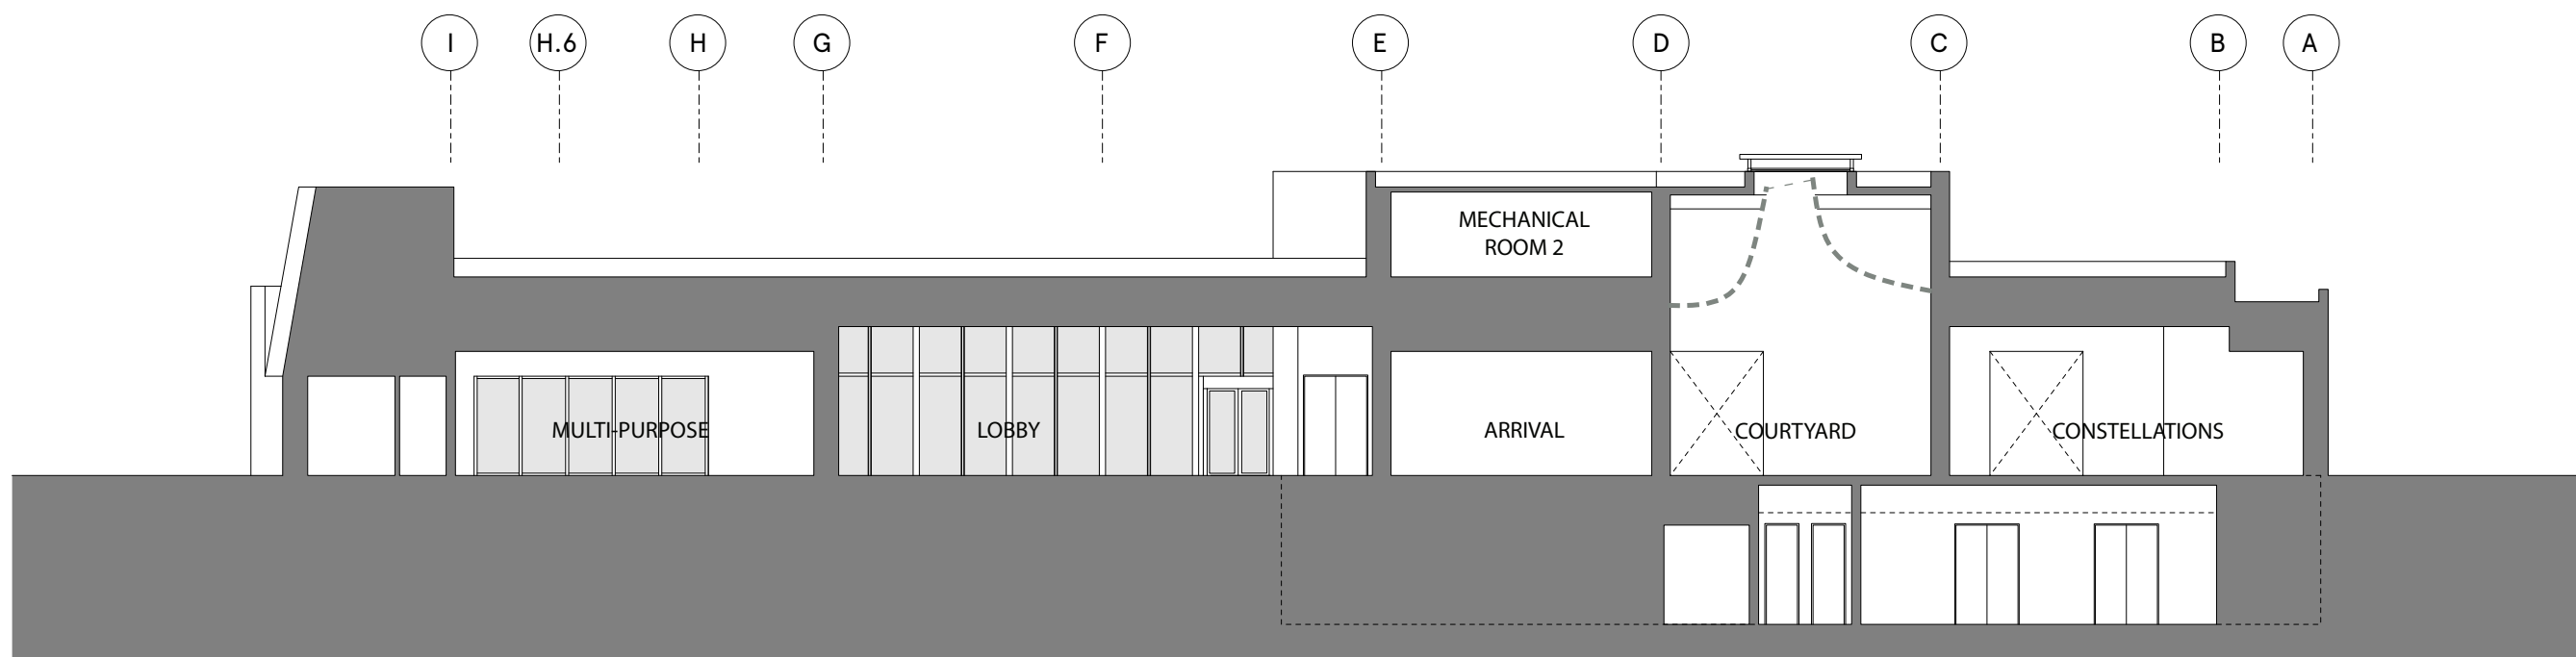 I
H.6
H
G
F
E
D
C
B
A
MECHANICAL
ROOM 2
MULTI-PURPOSE
LOBBY
ARRIVAL
COURTYARD
CONSTELLATIONS